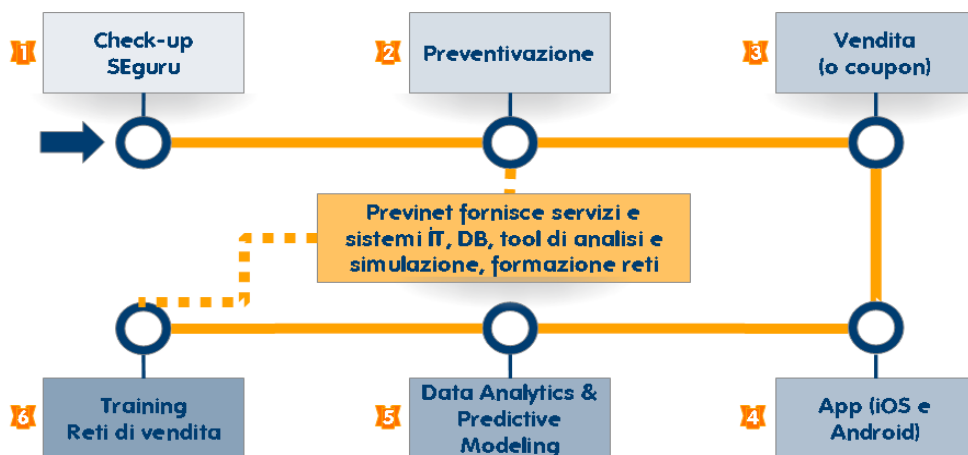 1
Check-up
SEguru
2
Preventivazione
3
Vendita
(o coupon)
Previnet fornisce servizi e
sistemi IT, DB, tool di analisi e
simulazione, formazione reti
6
Training
Reti di vendita
5
Data Analytics &
Predictive
Modeling
4
App (iOS e
Android)